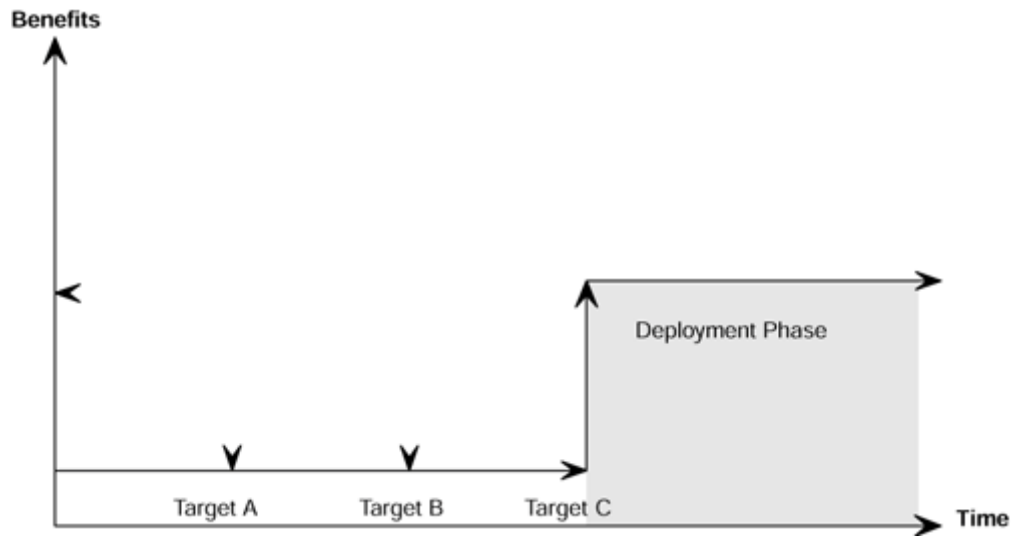 Benefits
Deployment Phase
Target A
Target B
Target C
Time